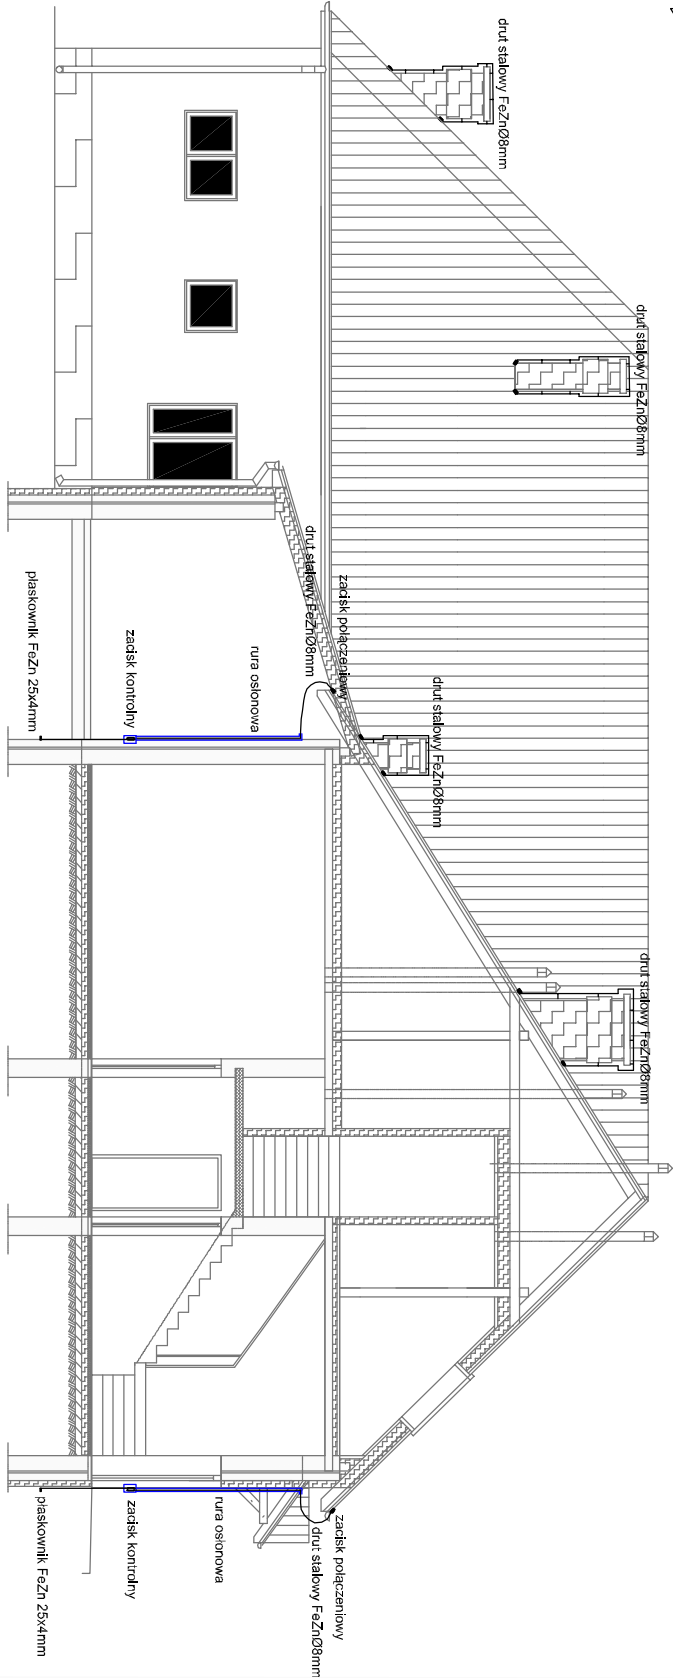 drut stalowy FeZnØ8mm
drut stalowy FeZnØ8mm
drut stalowy FeZnØ8mm
zacisk połączeniowy
rura osłonowa
zacisk kontrolny
płaskownik FeZn 25x4mm
drut stalowy FeZnØ8mm
drut stalowy FeZnØ8mm
zacisk połączeniowy
drut stalowy FeZnØ8mm
rura osłonowa
zacisk kontrolny
płaskownik FeZn 25x4mm